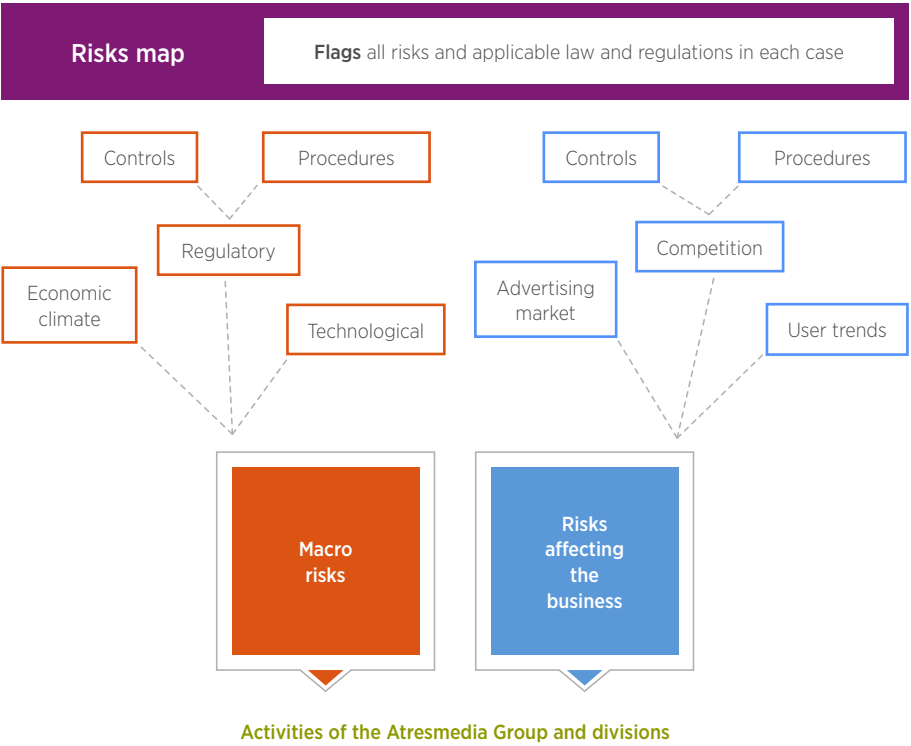 Risks map
Flags all risks and applicable law and regulations in each case
Controls
Procedures
Regulatory
Economic
climate
Technological
Controls
Procedures
Competition
Advertising
market
User trends
Macro
risks
Risks
affecting
the
business
Activities of the Atresmedia Group and divisions